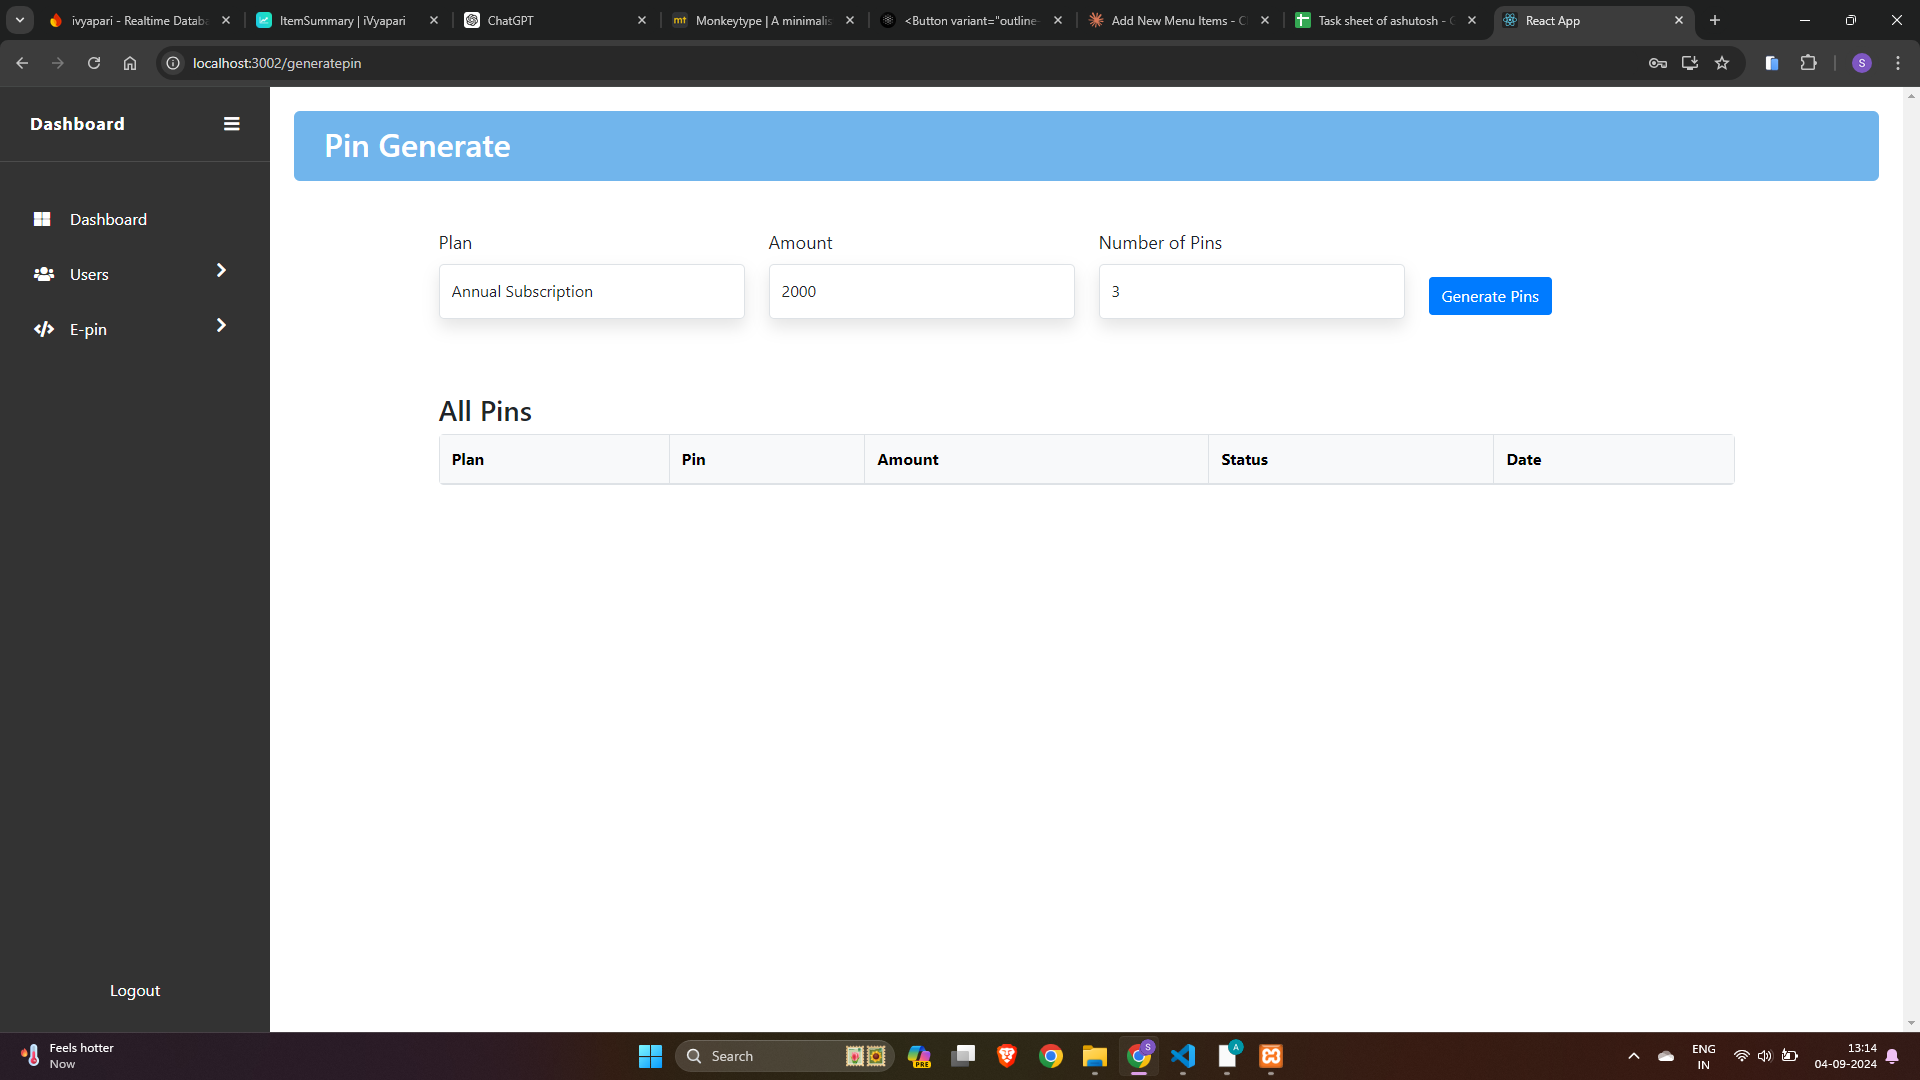 ivyapari - Realtime Databa
ItemSummary | iVyapari
ChatGPT
Monkeytype | A minimalis
<Button variant="outline-
Add New Menu Items - Cl
Task sheet of ashutosh - G
React App
localhost:3002/generatepin
S
Dashboard
Pin Generate
Dashboard
Users
E-pin
Plan
Amount
Number of Pins
Annual Subscription
2000
3
Generate Pins
All Pins
Plan
Pin
Amount
Status
Date
Logout
Feels hotter
Now
Search
PRE
S
A
ENG
IN
13:14
04-09-2024